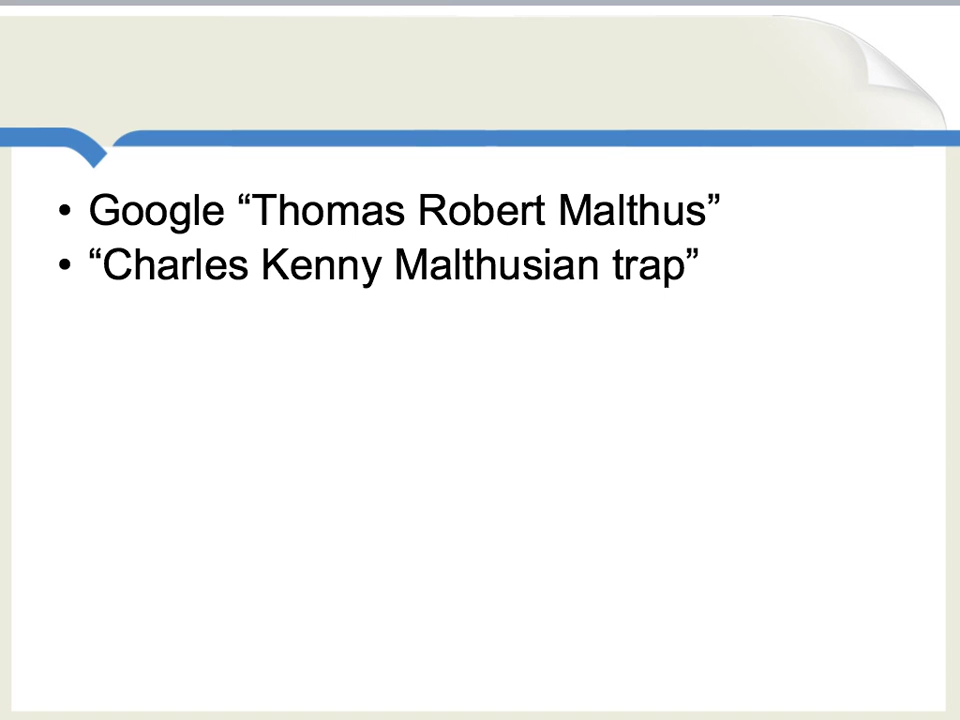 • Google “Thomas Robert Malthus”
• “Charles Kenny Malthusian trap”